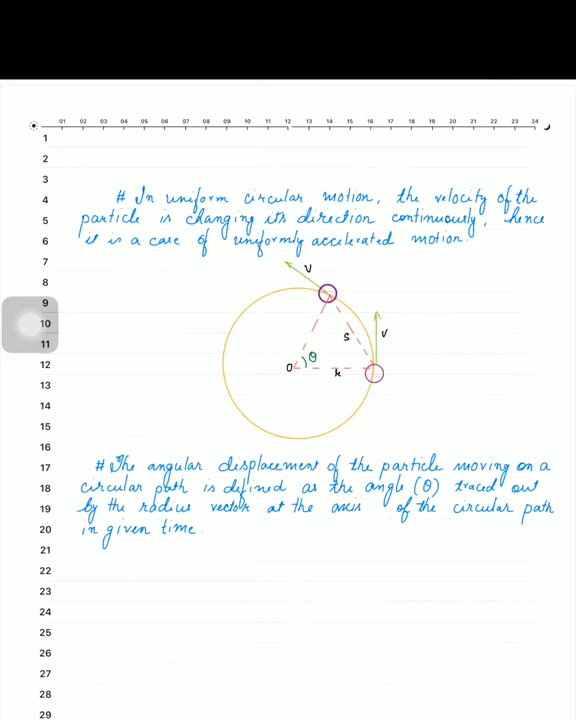 01 02 03 04 05 06 07 08 09 10 11 12 13 14 15 16 17 18 19 20 21 22 23 24
1
2
3
# In uniform circular motion, the velocity of the
4
particle is changing its direction continuously, hence
5
it is a case of uniformly accelerated motion.
6
7
V
8
9
10
S
V
11
θ
12
O
r
13
14
15
16
# The angular displacement of the particle moving on a
17
circular path is defined as the angle (θ) traced out
18
by the radius vector at the axis of the circular path
19
in given time.
20
21
22
23
24
25
26
27
28
29